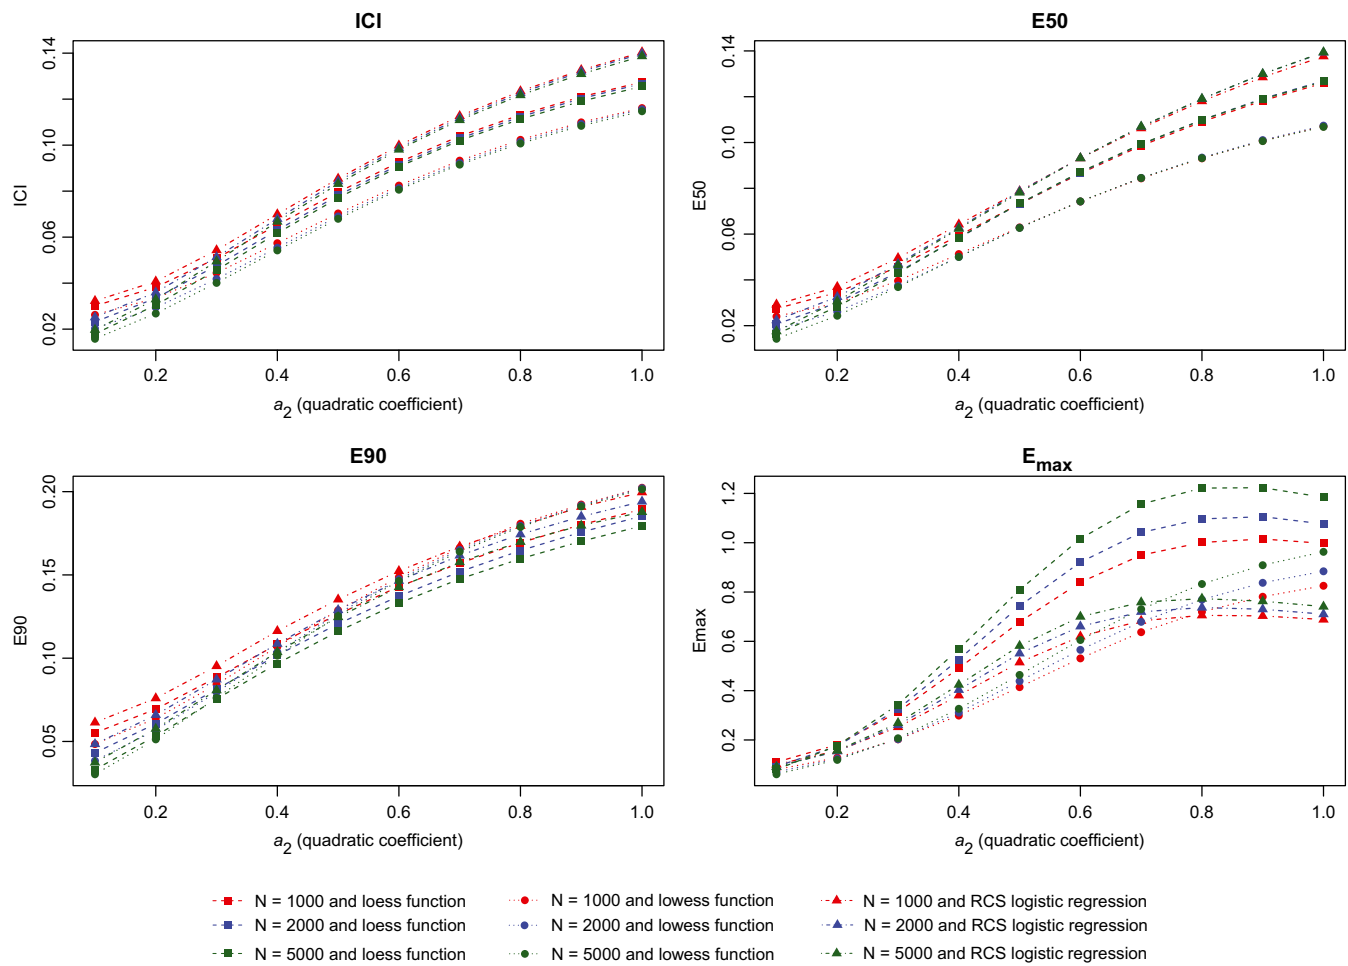 ICI
ICI
0.02
0.06
0.10
0.14
0.2 0.4 0.6 0.8 1.0
a2 (quadratic coefficient)
E50
E50
0.02
0.06
0.10
0.14
0.2 0.4 0.6 0.8 1.0
a2 (quadratic coefficient)
E90
E90
0.05
0.10
0.15
0.20
0.2 0.4 0.6 0.8 1.0
a2 (quadratic coefficient)
Emax
Emax
0.2
0.4
0.6
0.8
1.0
1.2
0.2 0.4 0.6 0.8 1.0
a2 (quadratic coefficient)
N = 1000 and loess function
N = 2000 and loess function
N = 5000 and loess function
N = 1000 and lowess function
N = 2000 and lowess function
N = 5000 and lowess function
N = 1000 and RCS logistic regression
N = 2000 and RCS logistic regression
N = 5000 and RCS logistic regression